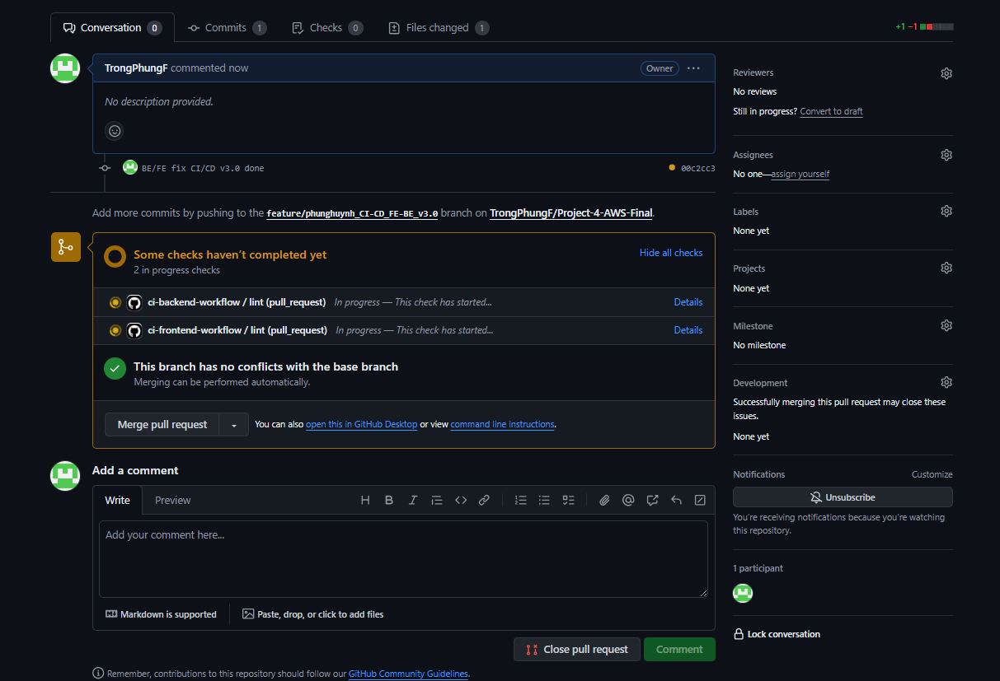 Conversation 0 Commits 1 Checks 0 Files changed 1 +1 −1
TrongPhungF commented now Owner
No description provided.
BE/FE fix CI/CD v3.0 done 00c2cc3
Add more commits by pushing to the feature/phunghuynh_CI-CD_FE-BE_v3.0 branch on TrongPhungF/Project-4-AWS-Final.
Some checks haven’t completed yet Hide all checks
2 in progress checks
ci-backend-workflow / lint (pull_request) In progress — This check has started... Details
ci-frontend-workflow / lint (pull_request) In progress — This check has started... Details
This branch has no conflicts with the base branch
Merging can be performed automatically.
Merge pull request You can also open this in GitHub Desktop or view command line instructions.
Add a comment
Write Preview
Add your comment here...
Markdown is supported Paste, drop, or click to add files
Close pull request Comment
Remember, contributions to this repository should follow our GitHub Community Guidelines.
Reviewers
No reviews
Still in progress? Convert to draft
Assignees
No one—assign yourself
Labels
None yet
Projects
None yet
Milestone
No milestone
Development
Successfully merging this pull request may close these
issues.
None yet
Notifications Customize
Unsubscribe
You’re receiving notifications because you’re watching
this repository.
1 participant
Lock conversation